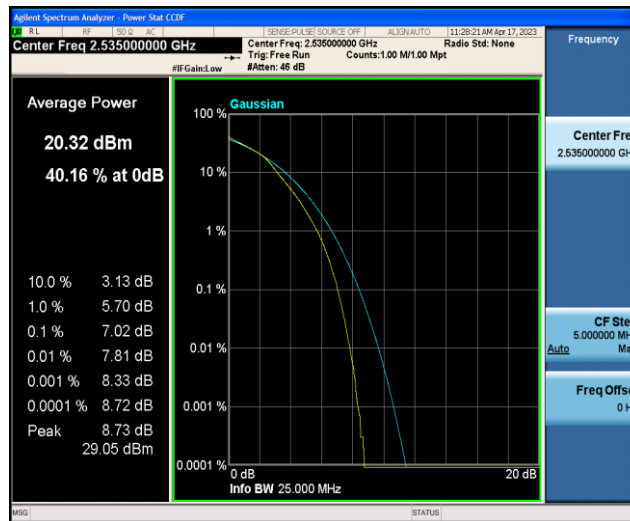 Agilent Spectrum Analyzer - Power Stat CCDF
RL RF 50 Ω AC SENSE:PULSE SOURCE OFF ALIGNAUTO 11:28:21 AM Apr 17, 2023
Center Freq 2.535000000 GHz
Center Freq: 2.535000000 GHz Radio Std: None
Trig: Free Run Counts:1.00 M/1.00 Mpt
#IFGain:Low #Atten: 46 dB
Frequency
Average Power
20.32 dBm
40.16 % at 0dB
10.0 % 3.13 dB
1.0 % 5.70 dB
0.1 % 7.02 dB
0.01 % 7.81 dB
0.001 % 8.33 dB
0.0001 % 8.72 dB
Peak 8.73 dB
29.05 dBm
Gaussian
100 %
10 %
1 %
0.1 %
0.01 %
0.001 %
0.0001 %
0 dB 20 dB
Info BW 25.000 MHz
Center Fre
2.535000000 GH
CF Ste
5.000000 MH
Auto Ma
Freq Offs
0 H
MSG STATUS